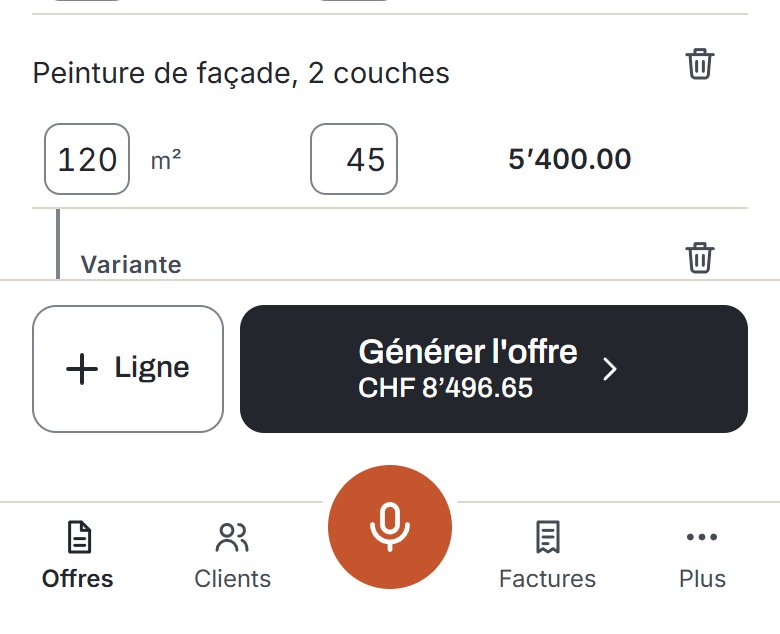 Peinture de façade, 2 couches
120 m² 45 5’400.00
Variante
Ligne
Générer l'offre
CHF 8’496.65
Offres Clients Factures Plus